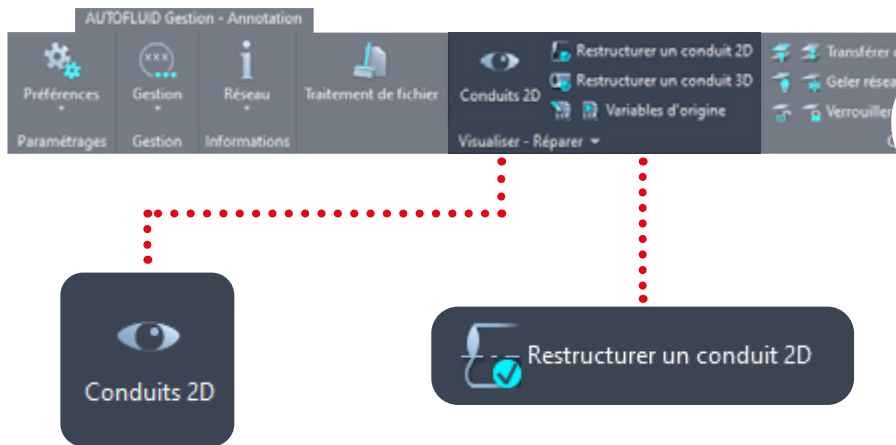 AUTOFLUID Gestion - Annotation
Préférences
Paramétrages
Gestion
Gestion
Réseau
Informations
Traitement de fichier
Conduits 2D
Restructurer un conduit 2D
Restructurer un conduit 3D
Variables d'origine
Visualiser - Réparer
Transférer
Geler
Verrouiller
Conduits 2D
Restructurer un conduit 2D